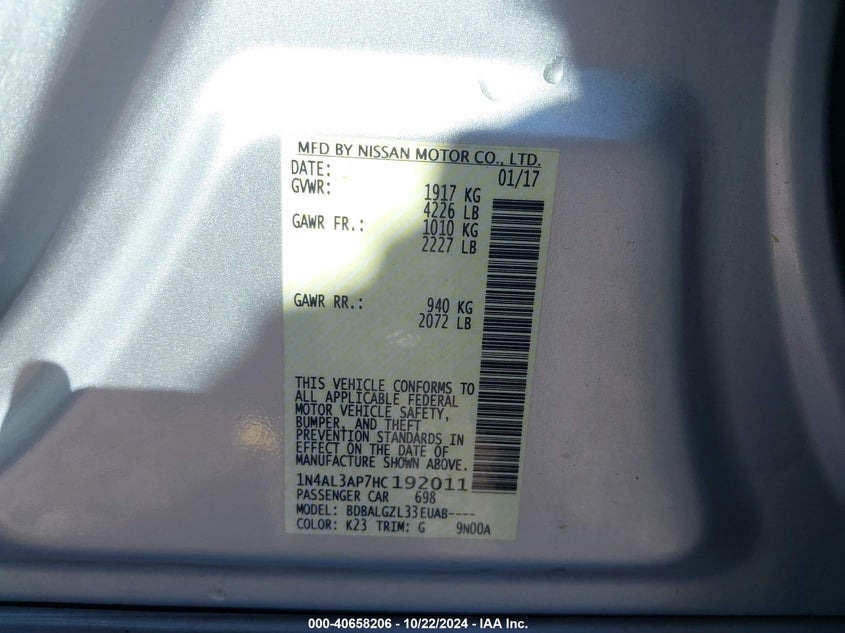 MFD BY NISSAN MOTOR CO., LTD.
DATE: 01/17
GVWR: 1917 KG
4226 LB
GAWR FR.: 1010 KG
2227 LB
GAWR RR.: 940 KG
2072 LB
THIS VEHICLE CONFORMS TO
ALL APPLICABLE FEDERAL
MOTOR VEHICLE SAFETY,
BUMPER, AND THEFT
PREVENTION STANDARDS IN
EFFECT ON THE DATE OF
MANUFACTURE SHOWN ABOVE.
1N4AL3AP7HC192011
PASSENGER CAR 698
MODEL: BDBALGZL33EUAB----
COLOR: K23 TRIM: G 9N00A
000-40658206 - 10/22/2024 - IAA Inc.